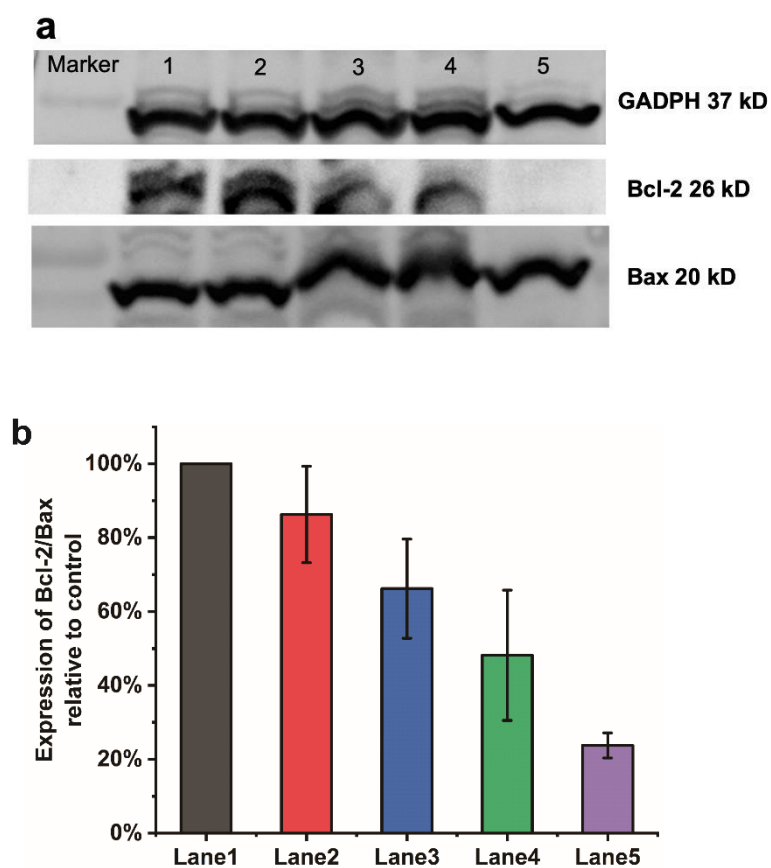 a
Marker 1 2 3 4 5
GADPH 37 kD
Bcl-2 26 kD
Bax 20 kD
b
Expression of Bcl-2/Bax
relative to control
100%
80%
60%
40%
20%
0%
Lane1 Lane2 Lane3 Lane4 Lane5